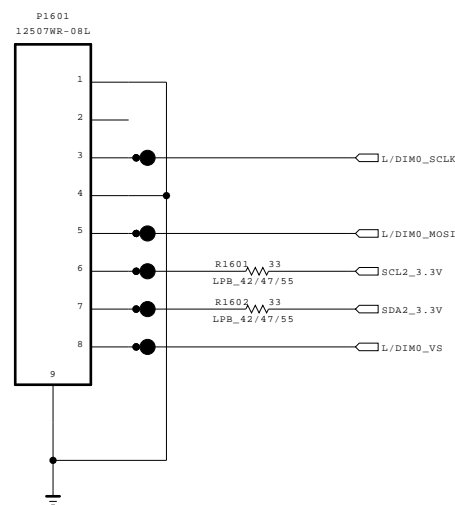 P1601
12507WR-08L
1
2
3
L/DIM0_SCLK
4
5
L/DIM0_MOSI
R1601 33
6
SCL2_3.3V
LPB_42/47/55
R1602 33
7
SDA2_3.3V
LPB_42/47/55
8
L/DIM0_VS
9